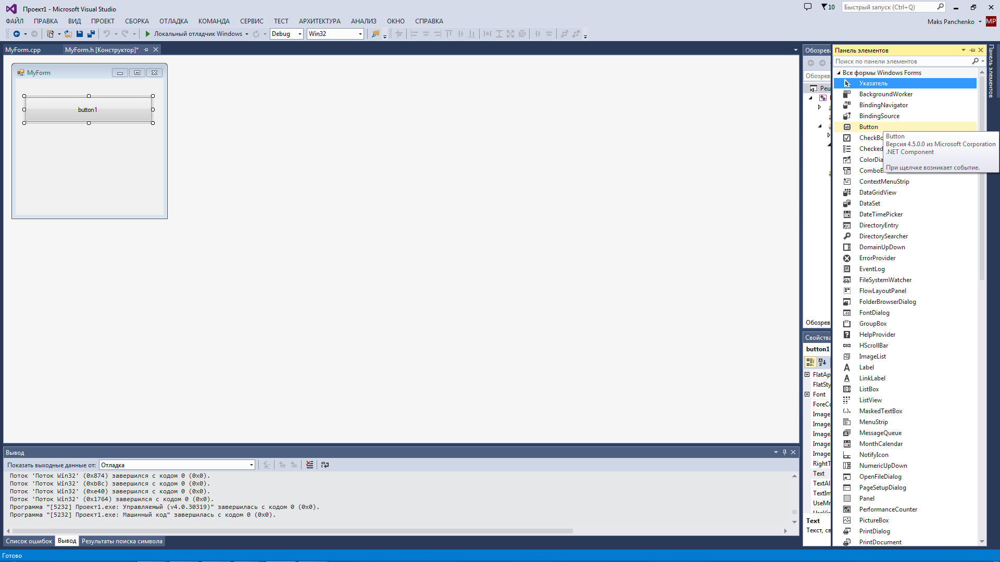 Проект1 - Microsoft Visual Studio
10
Быстрый запуск (Ctrl+Q)
ФАЙЛ ПРАВКА ВИД ПРОЕКТ СБОРКА ОТЛАДКА КОМАНДА СЕРВИС ТЕСТ АРХИТЕКТУРА АНАЛИЗ ОКНО СПРАВКА
Maks Panchenko MP
Локальный отладчик Windows Debug Win32
MyForm.cpp MyForm.h [Конструктор]*
MyForm
button1
Обозрева
Обозрева
Реш
Обозрева
Свойства
button1
FlatAp
FlatSty
Font
ForeCo
Image
Image
Image
Image
Image
RightT
Text
TextAl
TextIm
UseMn
UseVis
Text
Текст, св
Панель элементов
Поиск по панели элементов
Все формы Windows Forms
Указатель
BackgroundWorker
BindingNavigator
BindingSource
Button
CheckBo
Checked
ColorDia
ComboB
ContextMenuStrip
DataGridView
DataSet
DateTimePicker
DirectoryEntry
DirectorySearcher
DomainUpDown
ErrorProvider
EventLog
FileSystemWatcher
FlowLayoutPanel
FolderBrowserDialog
FontDialog
GroupBox
HelpProvider
HScrollBar
ImageList
Label
LinkLabel
ListBox
ListView
MaskedTextBox
MenuStrip
MessageQueue
MonthCalendar
NotifyIcon
NumericUpDown
OpenFileDialog
PageSetupDialog
Panel
PerformanceCounter
PictureBox
PrintDialog
PrintDocument
Button
Версия 4.5.0.0 из Microsoft Corporation
.NET Component
При щелчке возникает событие.
Панель элементов
Вывод
Показать выходные данные от: Отладка
Поток 'Поток Win32' (0x874) завершился с кодом 0 (0x0).
Поток 'Поток Win32' (0xb8c) завершился с кодом 0 (0x0).
Поток 'Поток Win32' (0xe40) завершился с кодом 0 (0x0).
Поток 'Поток Win32' (0x1764) завершился с кодом 0 (0x0).
Программа "[5232] Проект1.exe: Управляемый (v4.0.30319)" завершилась с кодом 0 (0x0).
Программа "[5232] Проект1.exe: Машинный код" завершилась с кодом 0 (0x0).
Список ошибок Вывод Результаты поиска символа
Готово